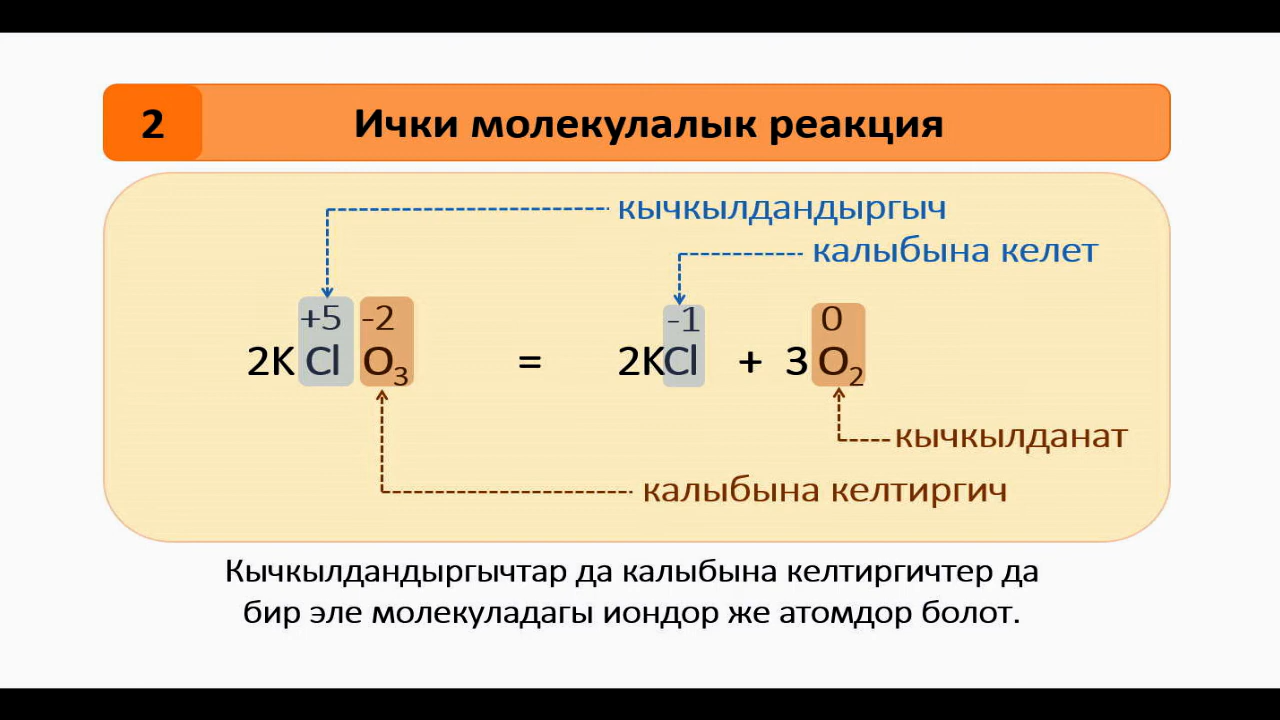 2 Ички молекулалык реакция
кычкылдандыргыч
калыбына келет
+5 -2 -1 0
2K Cl O₃ = 2KCl + 3 O₂
кычкылданат
калыбына келтиргич
Кычкылдандыргычтар да калыбына келтиргичтер да
бир эле молекуладагы иондор же атомдор болот.